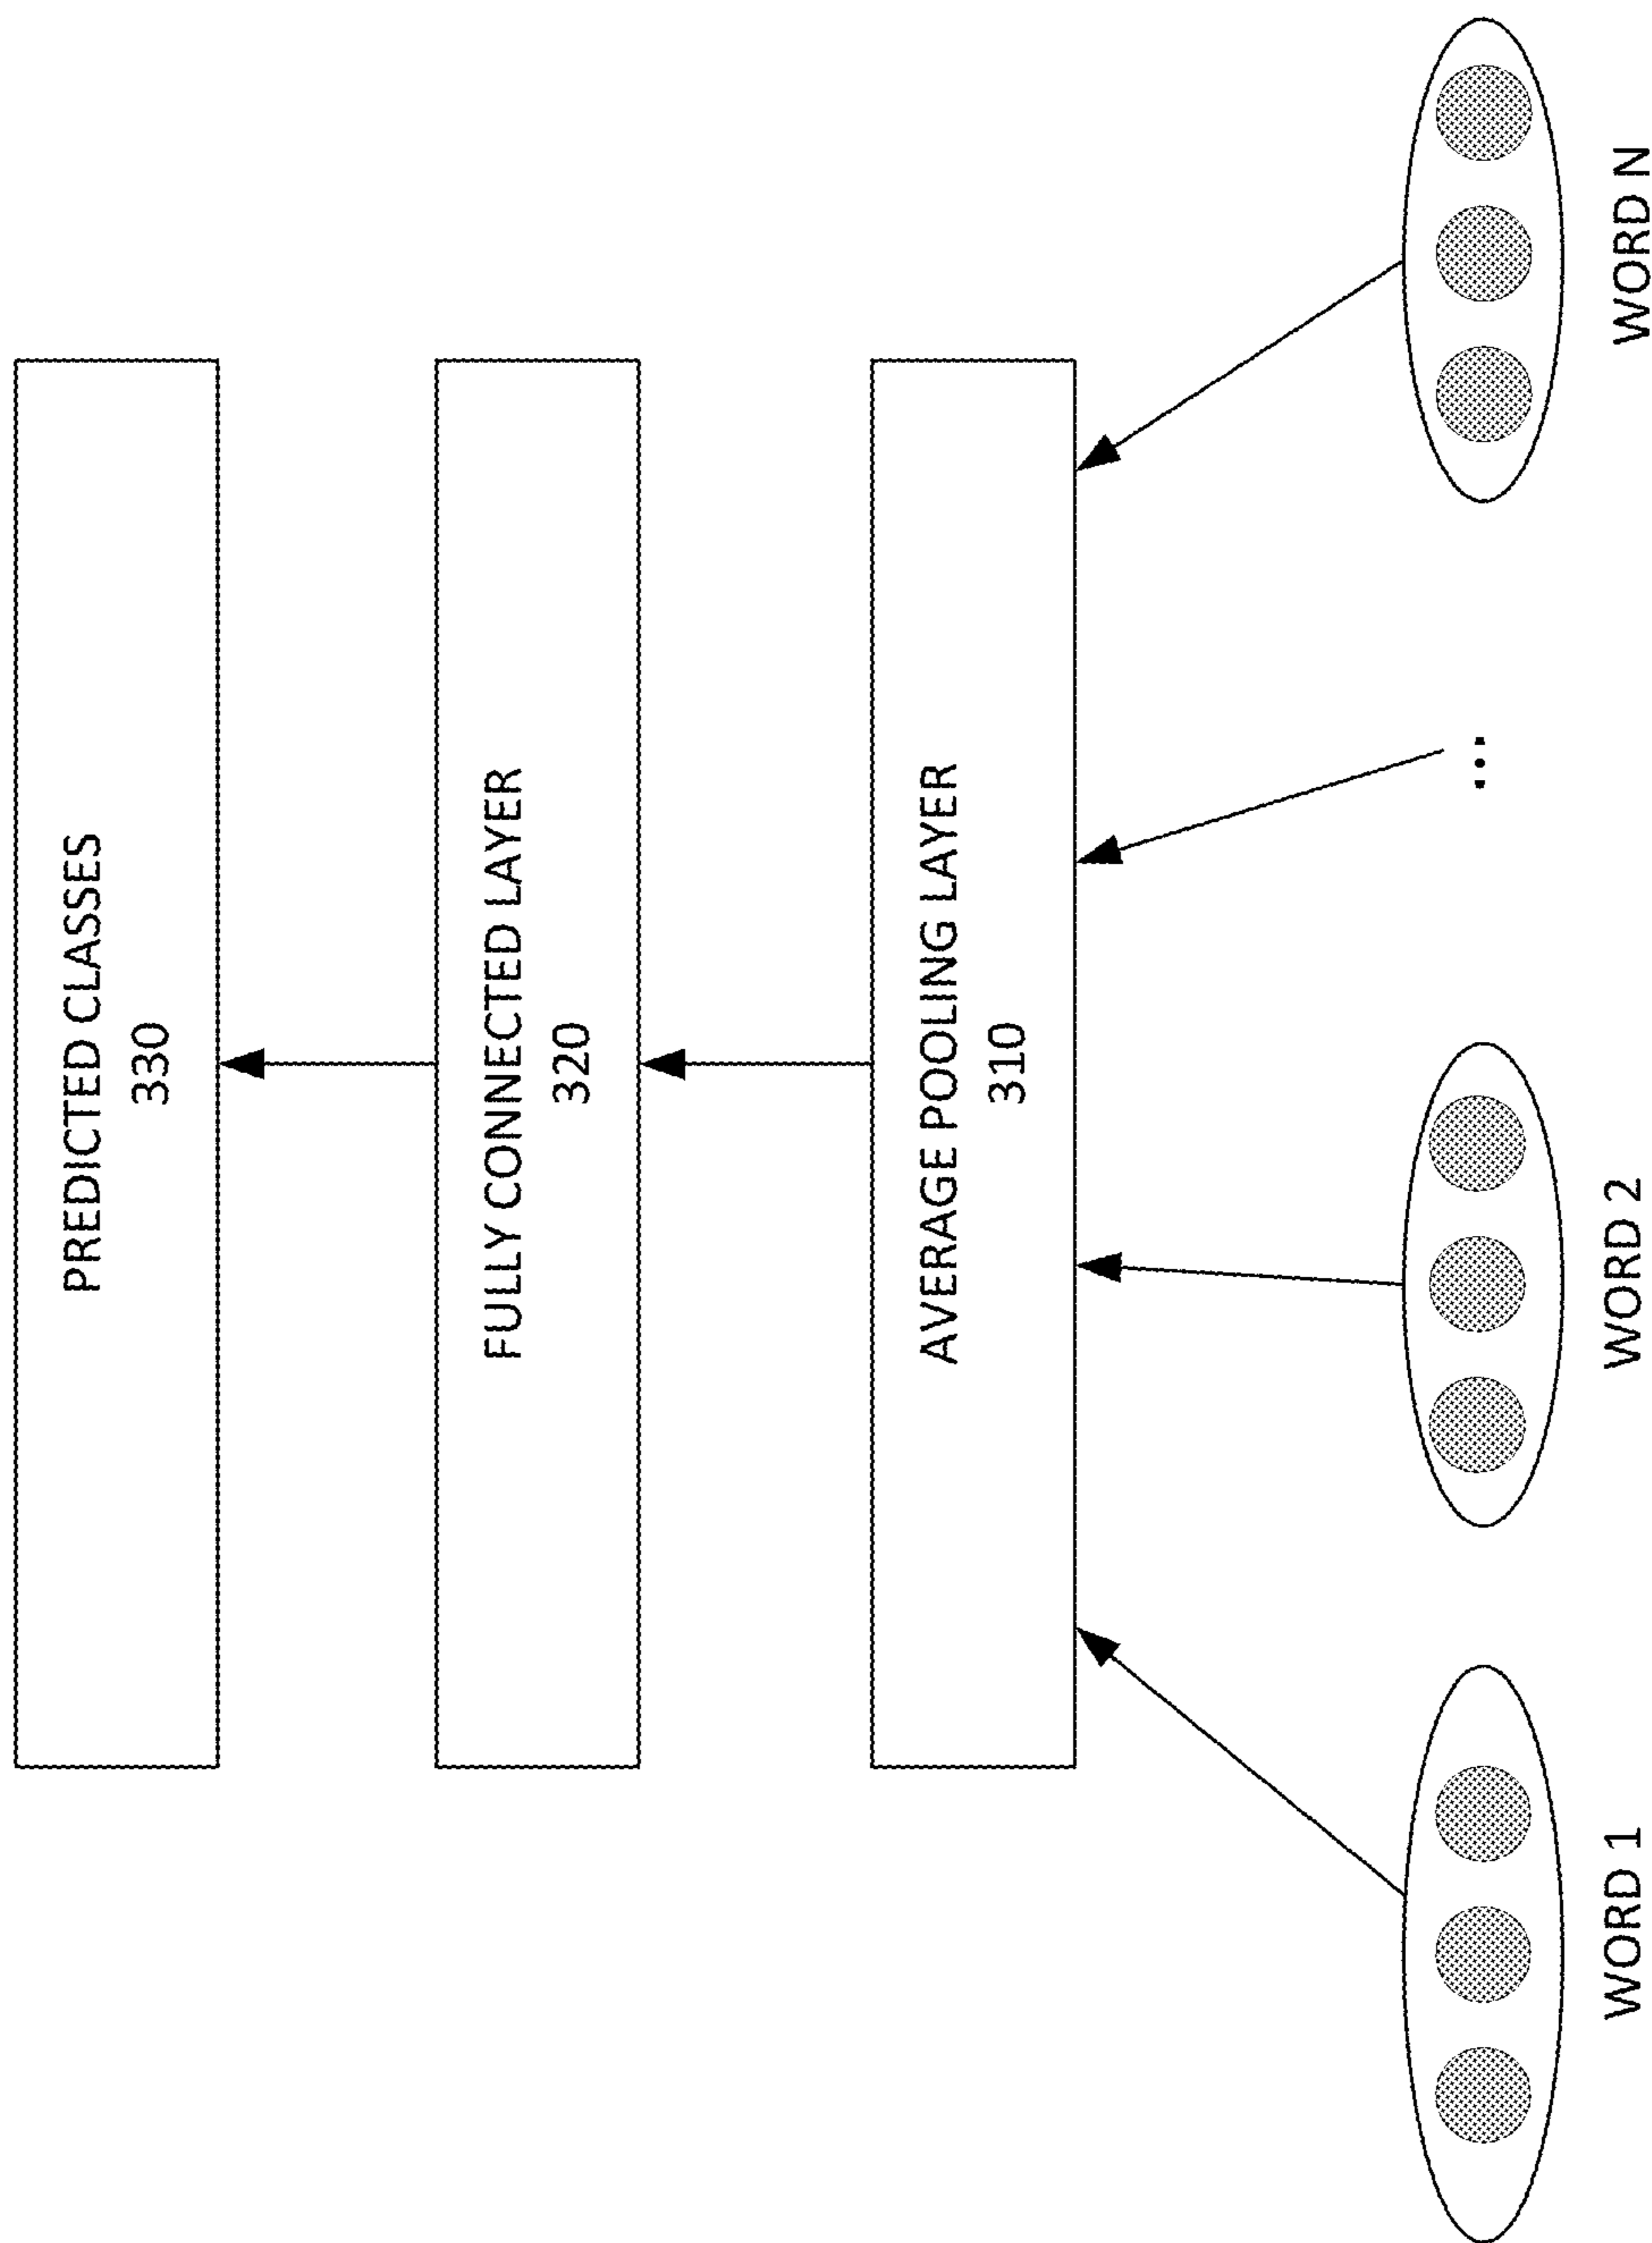 PREDICTED CLASSES
330
FULLY CONNECTED LAYER
320
AVERAGE POOLING LAYER
310
...
WORD 1
WORD 2
WORD N